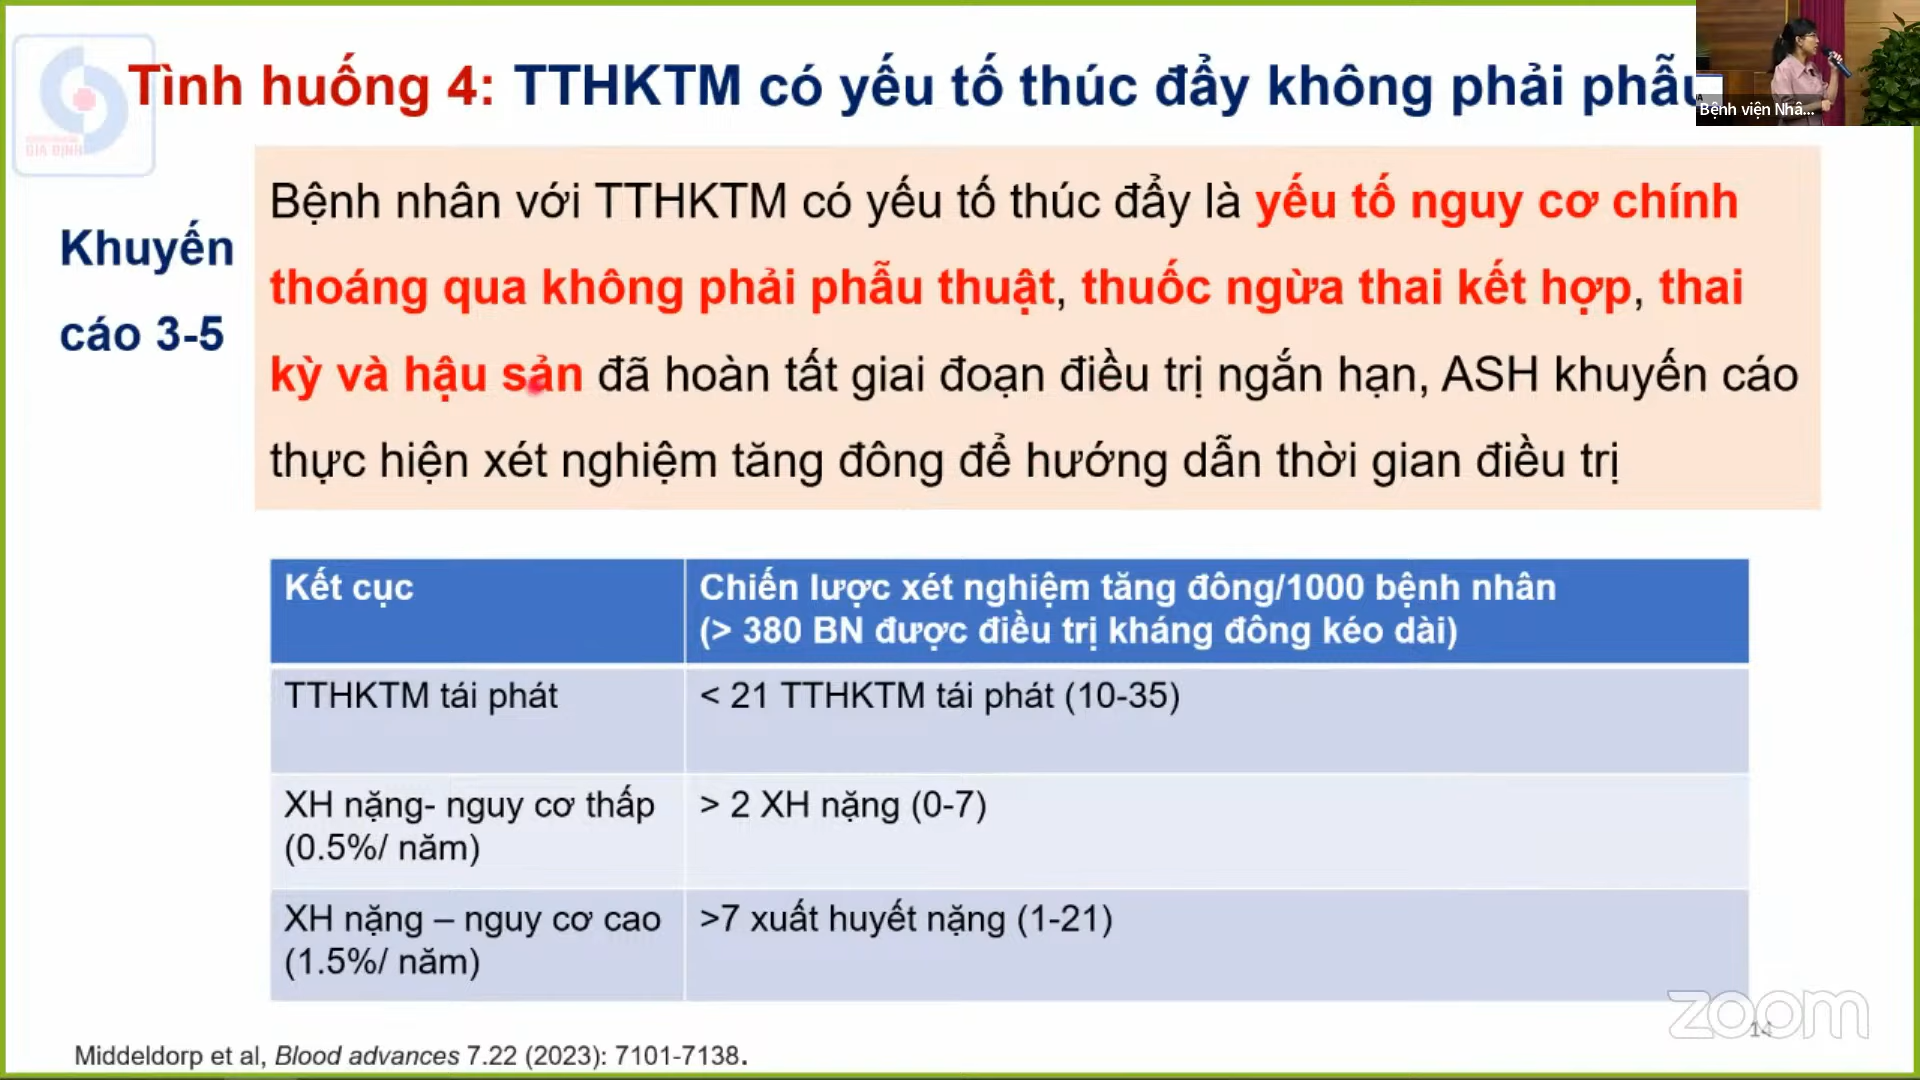 Tình huống 4: TTHKTM có yếu tố thúc đẩy không phải phẫu
Bệnh viện Nhâ...
GIA ĐỊNH
Khuyến
cáo 3-5
Bệnh nhân với TTHKTM có yếu tố thúc đẩy là yếu tố nguy cơ chính
thoáng qua không phải phẫu thuật, thuốc ngừa thai kết hợp, thai
kỳ và hậu sản đã hoàn tất giai đoạn điều trị ngắn hạn, ASH khuyến cáo
thực hiện xét nghiệm tăng đông để hướng dẫn thời gian điều trị
Kết cục
Chiến lược xét nghiệm tăng đông/1000 bệnh nhân
(> 380 BN được điều trị kháng đông kéo dài)
TTHKTM tái phát
< 21 TTHKTM tái phát (10-35)
XH nặng- nguy cơ thấp
(0.5%/ năm)
> 2 XH nặng (0-7)
XH nặng – nguy cơ cao
(1.5%/ năm)
>7 xuất huyết nặng (1-21)
zoom
14
Middeldorp et al, Blood advances 7.22 (2023): 7101-7138.